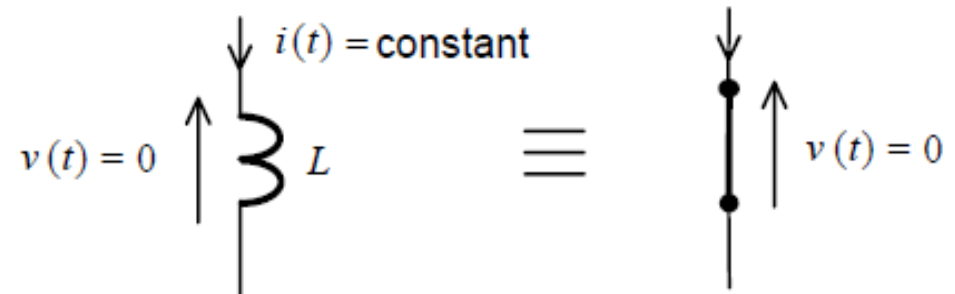 i(t) = constant
v(t) = 0
L
≡
v(t) = 0